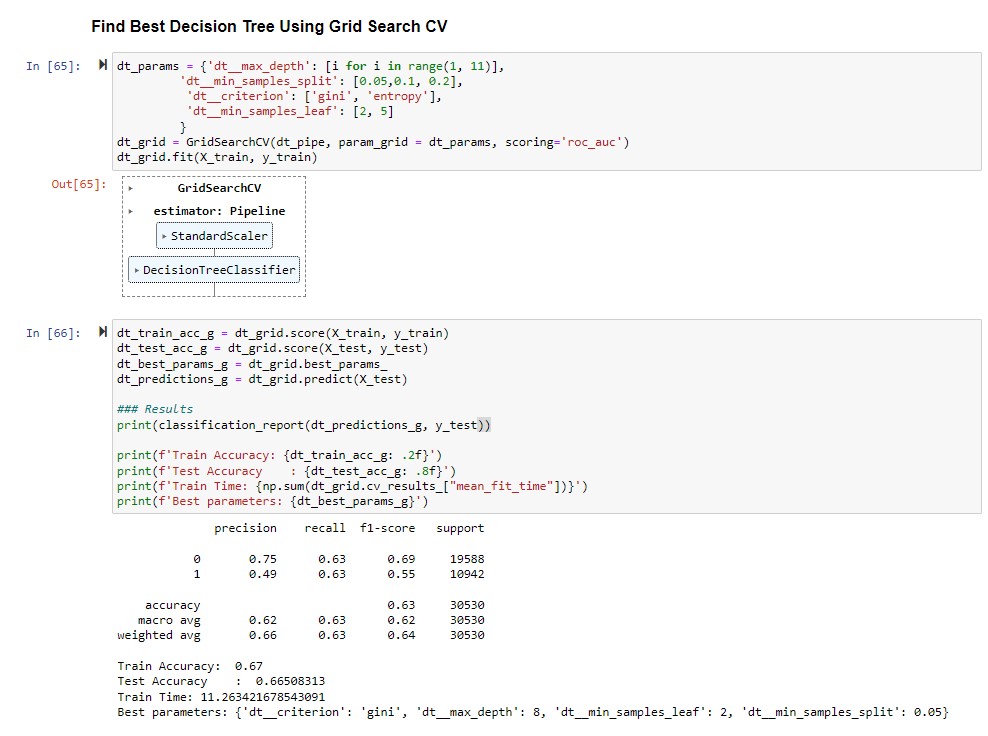 Find Best Decision Tree Using Grid Search CV
In [65]:
dt_params = {'dt__max_depth': [i for i in range(1, 11)],
'dt__min_samples_split': [0.05,0.1, 0.2],
'dt__criterion': ['gini', 'entropy'],
'dt__min_samples_leaf': [2, 5]
}
dt_grid = GridSearchCV(dt_pipe, param_grid = dt_params, scoring='roc_auc')
dt_grid.fit(X_train, y_train)
Out[65]:
GridSearchCV
estimator: Pipeline
StandardScaler
DecisionTreeClassifier
In [66]:
dt_train_acc_g = dt_grid.score(X_train, y_train)
dt_test_acc_g = dt_grid.score(X_test, y_test)
dt_best_params_g = dt_grid.best_params_
dt_predictions_g = dt_grid.predict(X_test)
### Results
print(classification_report(dt_predictions_g, y_test))
print(f'Train Accuracy: {dt_train_acc_g: .2f}')
print(f'Test Accuracy    : {dt_test_acc_g: .8f}')
print(f'Train Time: {np.sum(dt_grid.cv_results_["mean_fit_time"])}')
print(f'Best parameters: {dt_best_params_g}')
precision    recall  f1-score   support
0       0.75      0.63      0.69     19588
1       0.49      0.63      0.55     10942
accuracy                           0.63     30530
macro avg       0.62      0.63      0.62     30530
weighted avg       0.66      0.63      0.64     30530
Train Accuracy:  0.67
Test Accuracy    :  0.66508313
Train Time: 11.263421678543091
Best parameters: {'dt__criterion': 'gini', 'dt__max_depth': 8, 'dt__min_samples_leaf': 2, 'dt__min_samples_split': 0.05}